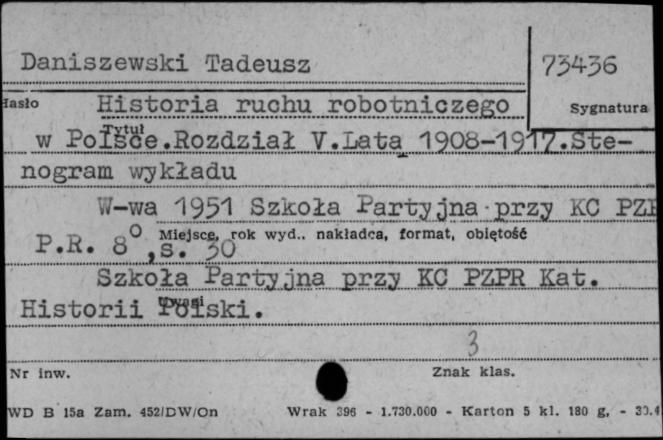 Daniszewski Tadeusz
73436
Hasło
Historia ruchu robotniczego
Sygnatura
Tytuł
w Polsce.Rozdział V.Lata 1908-1917.Ste-
nogram wykładu
W-wa 1951 Szkoła Partyjna przy KC PZP
Miejsce, rok wyd., nakładca, format, objętość
P.R. 8⁰,s. 30
Szkoła Partyjna przy KC PZPR Kat.
Uwagi
Historii Polski.
3
Nr inw.
Znak klas.
WD B 15a Zam. 452/DW/On
Wrak 396 - 1.730.000 - Karton 5 kl. 180 g, -